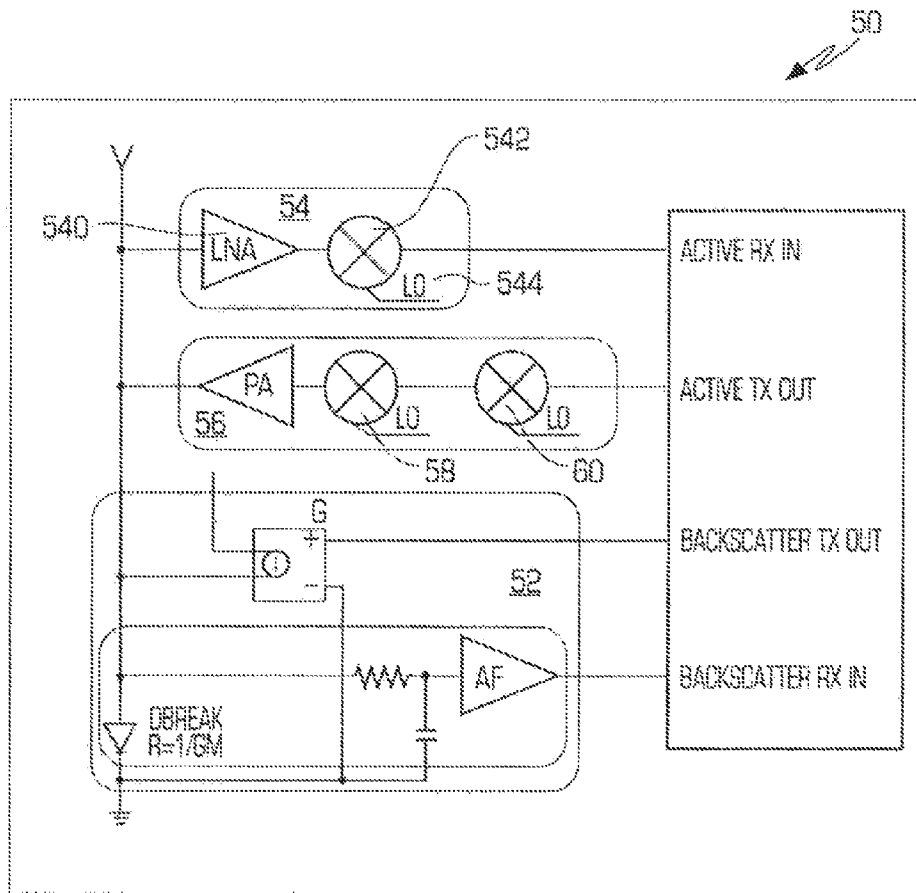 50
542
54
540
LNA
LO
544
ACTIVE RX IN
PA
56
LO
58
LO
60
ACTIVE TX OUT
G
+
-
BACKSCATTER TX OUT
52
AF
BACKSCATTER RX IN
DBREAK
R=1/GM